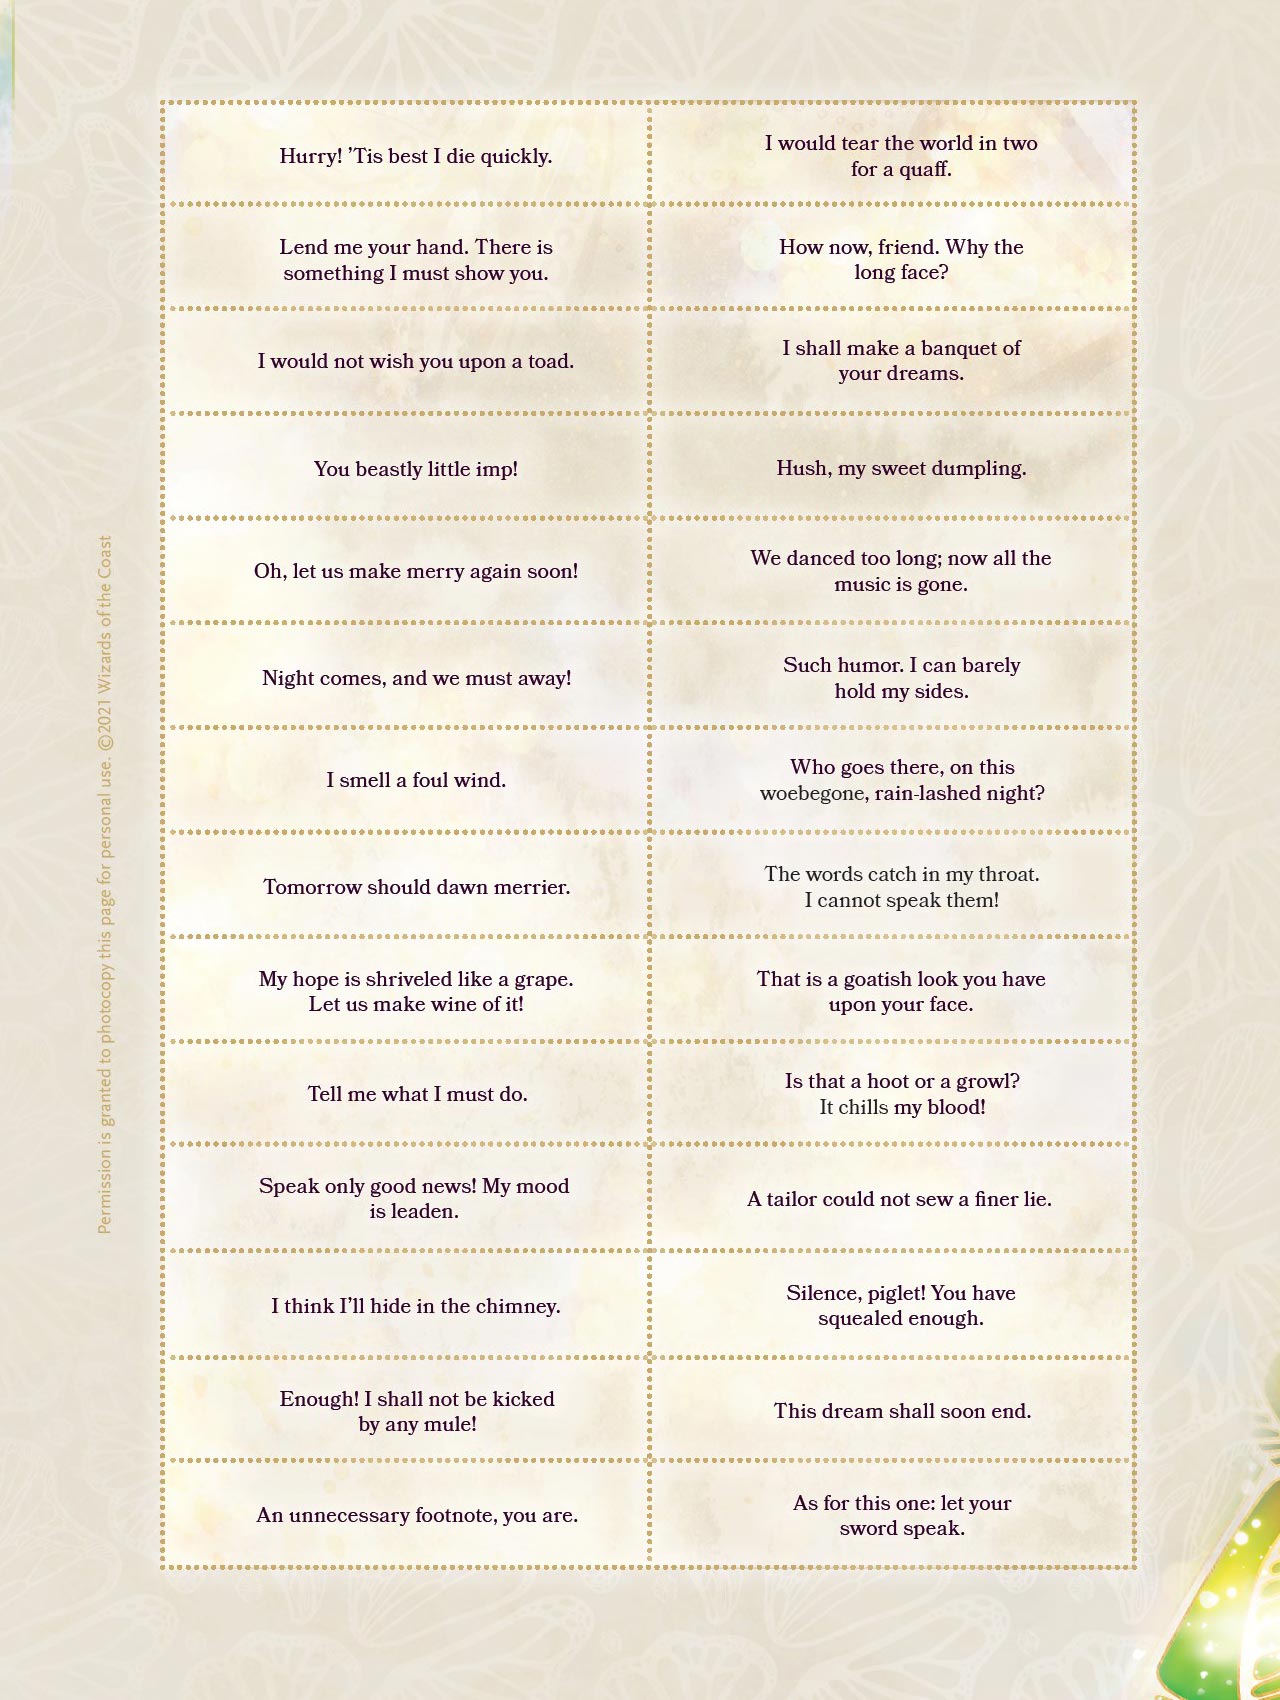 Hurry! ’Tis best I die quickly.
I would tear the world in two
for a quaff.
Lend me your hand. There is
something I must show you.
How now, friend. Why the
long face?
I would not wish you upon a toad.
I shall make a banquet of
your dreams.
You beastly little imp!
Hush, my sweet dumpling.
Oh, let us make merry again soon!
We danced too long; now all the
music is gone.
Night comes, and we must away!
Such humor. I can barely
hold my sides.
I smell a foul wind.
Who goes there, on this
woebegone, rain-lashed night?
Tomorrow should dawn merrier.
The words catch in my throat.
I cannot speak them!
My hope is shriveled like a grape.
Let us make wine of it!
That is a goatish look you have
upon your face.
Tell me what I must do.
Is that a hoot or a growl?
It chills my blood!
Speak only good news! My mood
is leaden.
A tailor could not sew a finer lie.
I think I’ll hide in the chimney.
Silence, piglet! You have
squealed enough.
Enough! I shall not be kicked
by any mule!
This dream shall soon end.
An unnecessary footnote, you are.
As for this one: let your
sword speak.
Permission is granted to photocopy this page for personal use. ©2021 Wizards of the Coast